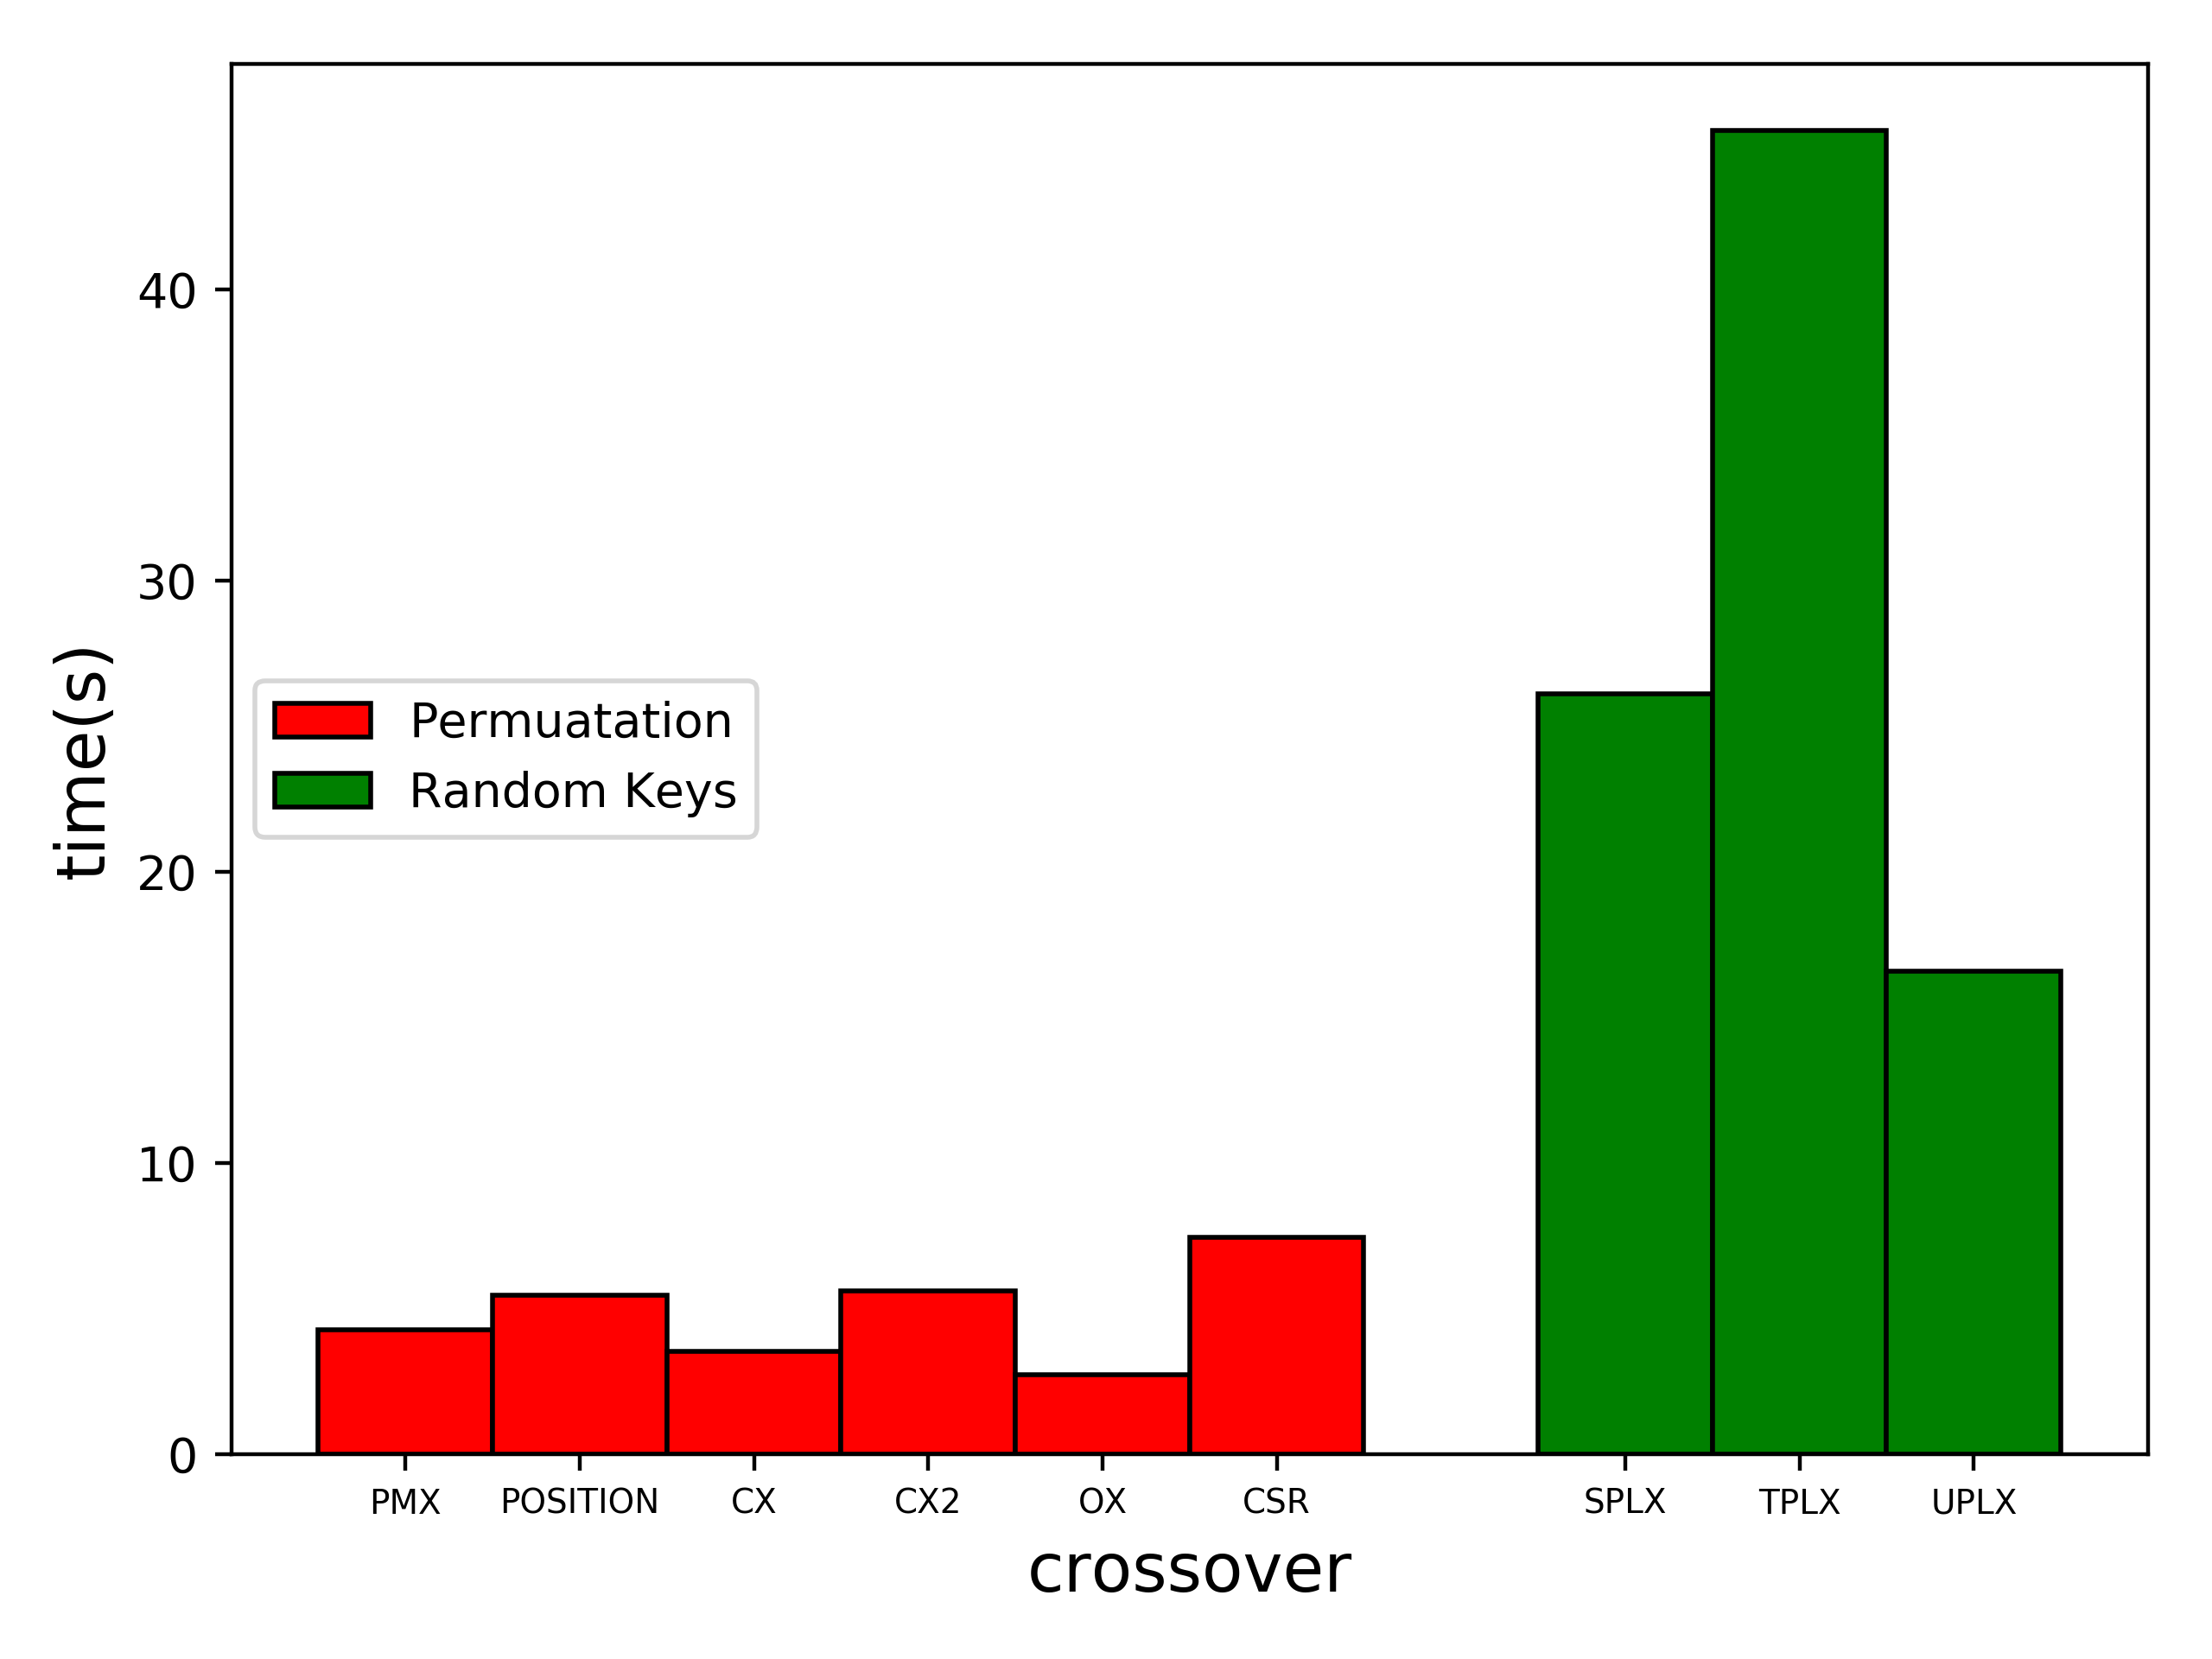 40
30
20
10
0
time(s)
Permuatation
Random Keys
PMX POSITION CX CX2 OX CSR SPLX TPLX UPLX
crossover